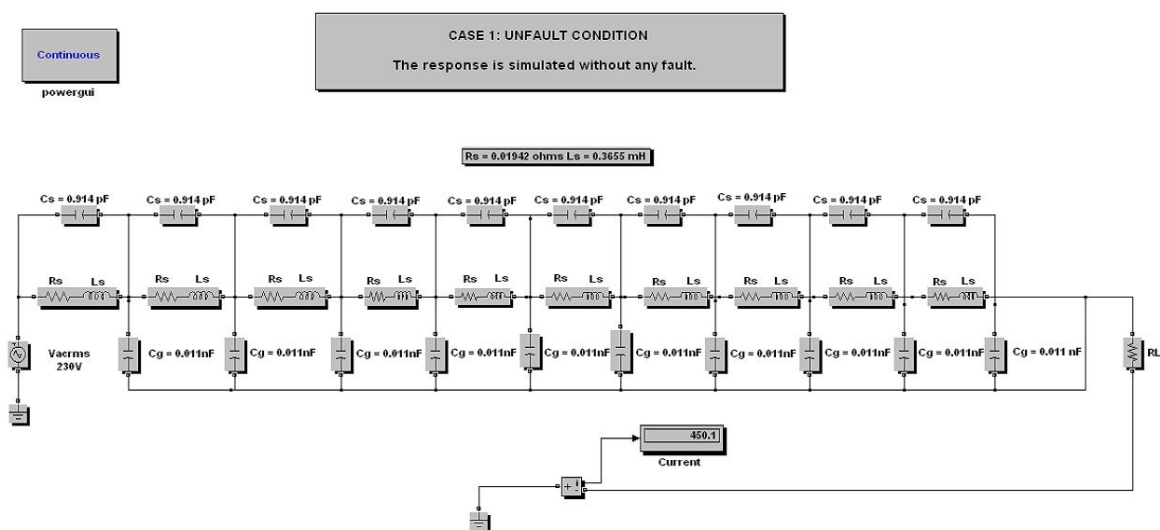 CASE 1: UNFAULT CONDITION
The response is simulated without any fault.
Continuous
powergui
Rs = 0.01942 ohms Ls = 0.3655 mH
Cs = 0.914 pF
Cs = 0.914 pF
Cs = 0.914 pF
Cs = 0.914 pF
Cs = 0.914 pF
Cs = 0.914 pF
Cs = 0.914 pF
Cs = 0.914 pF
Cs = 0.914 pF
Cs = 0.914 pF
Rs Ls
Rs Ls
Rs Ls
Rs Ls
Rs Ls
Rs Ls
Rs Ls
Rs Ls
Rs Ls
Rs Ls
Vacrms
230V
Cg = 0.011nF
Cg = 0.011nF
Cg = 0.011nF
Cg = 0.011nF
Cg = 0.011nF
Cg = 0.011nF
Cg = 0.011nF
Cg = 0.011nF
Cg = 0.011nF
Cg = 0.011 nF
RL
450.1
Current
+
-
i